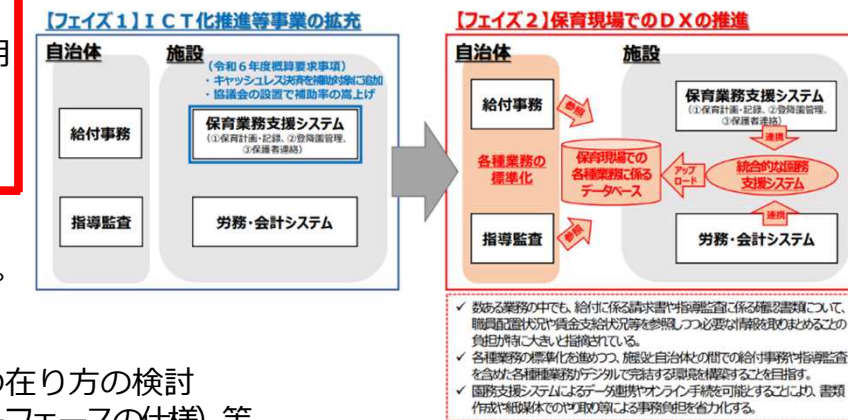 【フェイズ1】ICT化推進等事業の拡充
自治体
施設
(令和6年度概算要求事項)
・キャッシュレス決済を補助対象に追加
・協議会の設置で補助率の嵩上げ
給付事務
保育業務支援システム
(①保育計画・記録、②登降園管理、
③保護者連絡)
指導監査
労務・会計システム
【フェイズ2】保育現場でのDXの推進
自治体
施設
給付事務
参照
保育業務支援システム
(①保育計画・記録、②登降園管理、
③保護者連絡)
連携
各種業務の
標準化
保育現場での
各種業務に係る
データベース
アップ
ロード
統合的な園務
支援システム
連携
指導監査
参照
労務・会計システム
✓ 数ある業務の中でも、給付に係る請求書や指導監査に係る確認書類について、
職員配置状況や賃金支給状況等を参照しつつ必要な情報を取りまとめることの
負担が特に大きいと指摘されている。
✓ 各種業務の標準化を進めつつ、施設と自治体との間での給付事務や指導監査
を含めた各種種業務がデジタルで完結する環境を構築することを目指す。
✓ 園務支援システムによるデータ連携やオンライン手続を可能とすることにより、書類
作成や紙媒体でのやり取り等による事務負担を省力化する。
用
。
の在り方の検討
ーフェースの仕様) 等